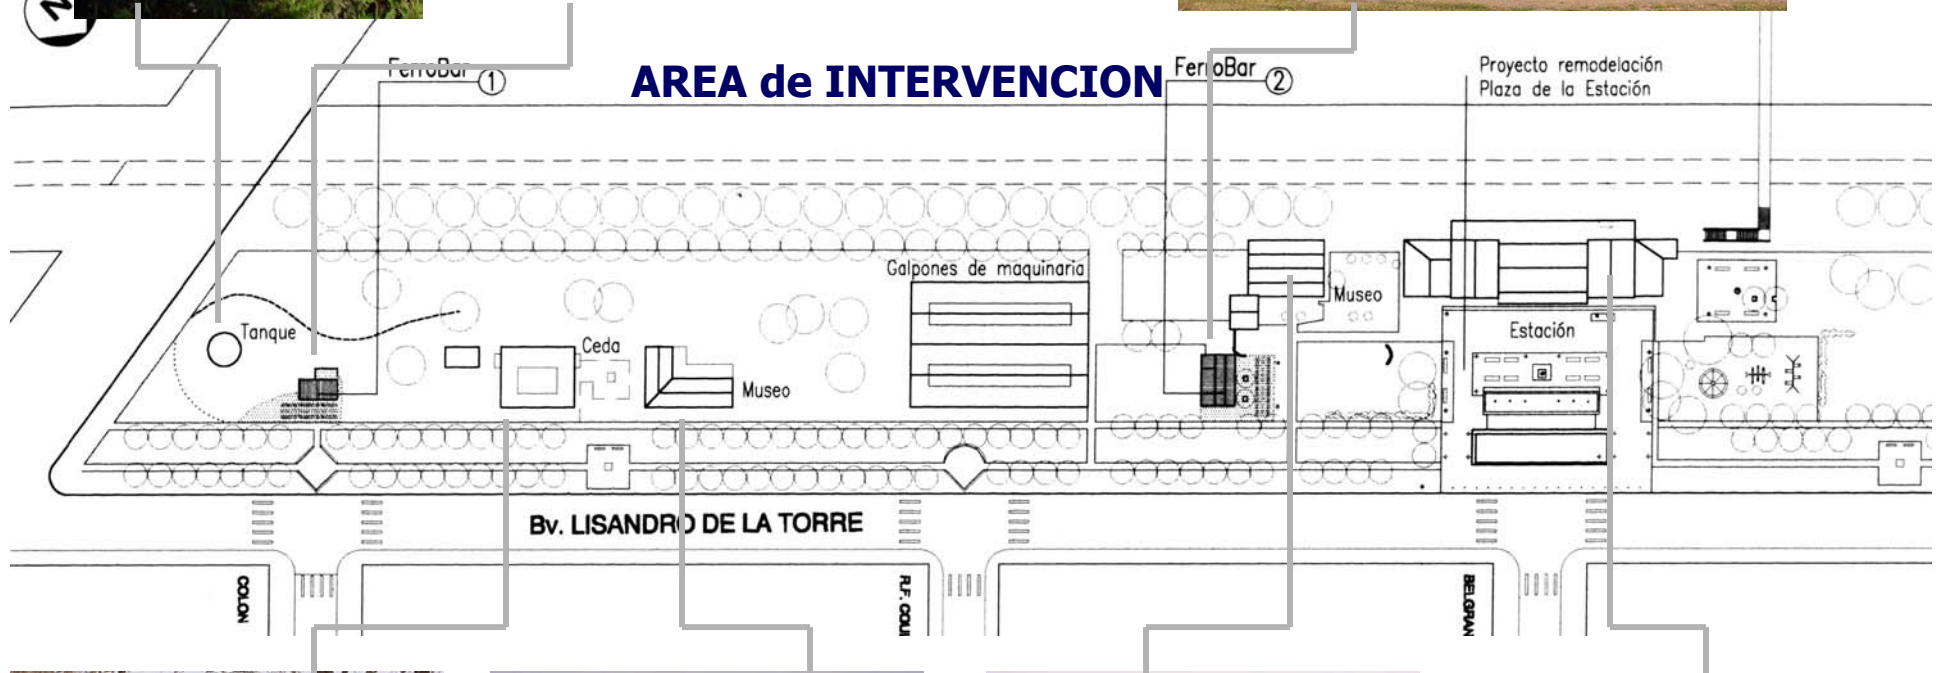 N
FerroBar
1
AREA de INTERVENCION
FerroBar
2
Proyecto remodelación
Plaza de la Estación
Galpones de maquinaria
Museo
Tanque
Estación
Ceda
Museo
Bv. LISANDRO DE LA TORRE
COLON
R.F.
BELGRAN